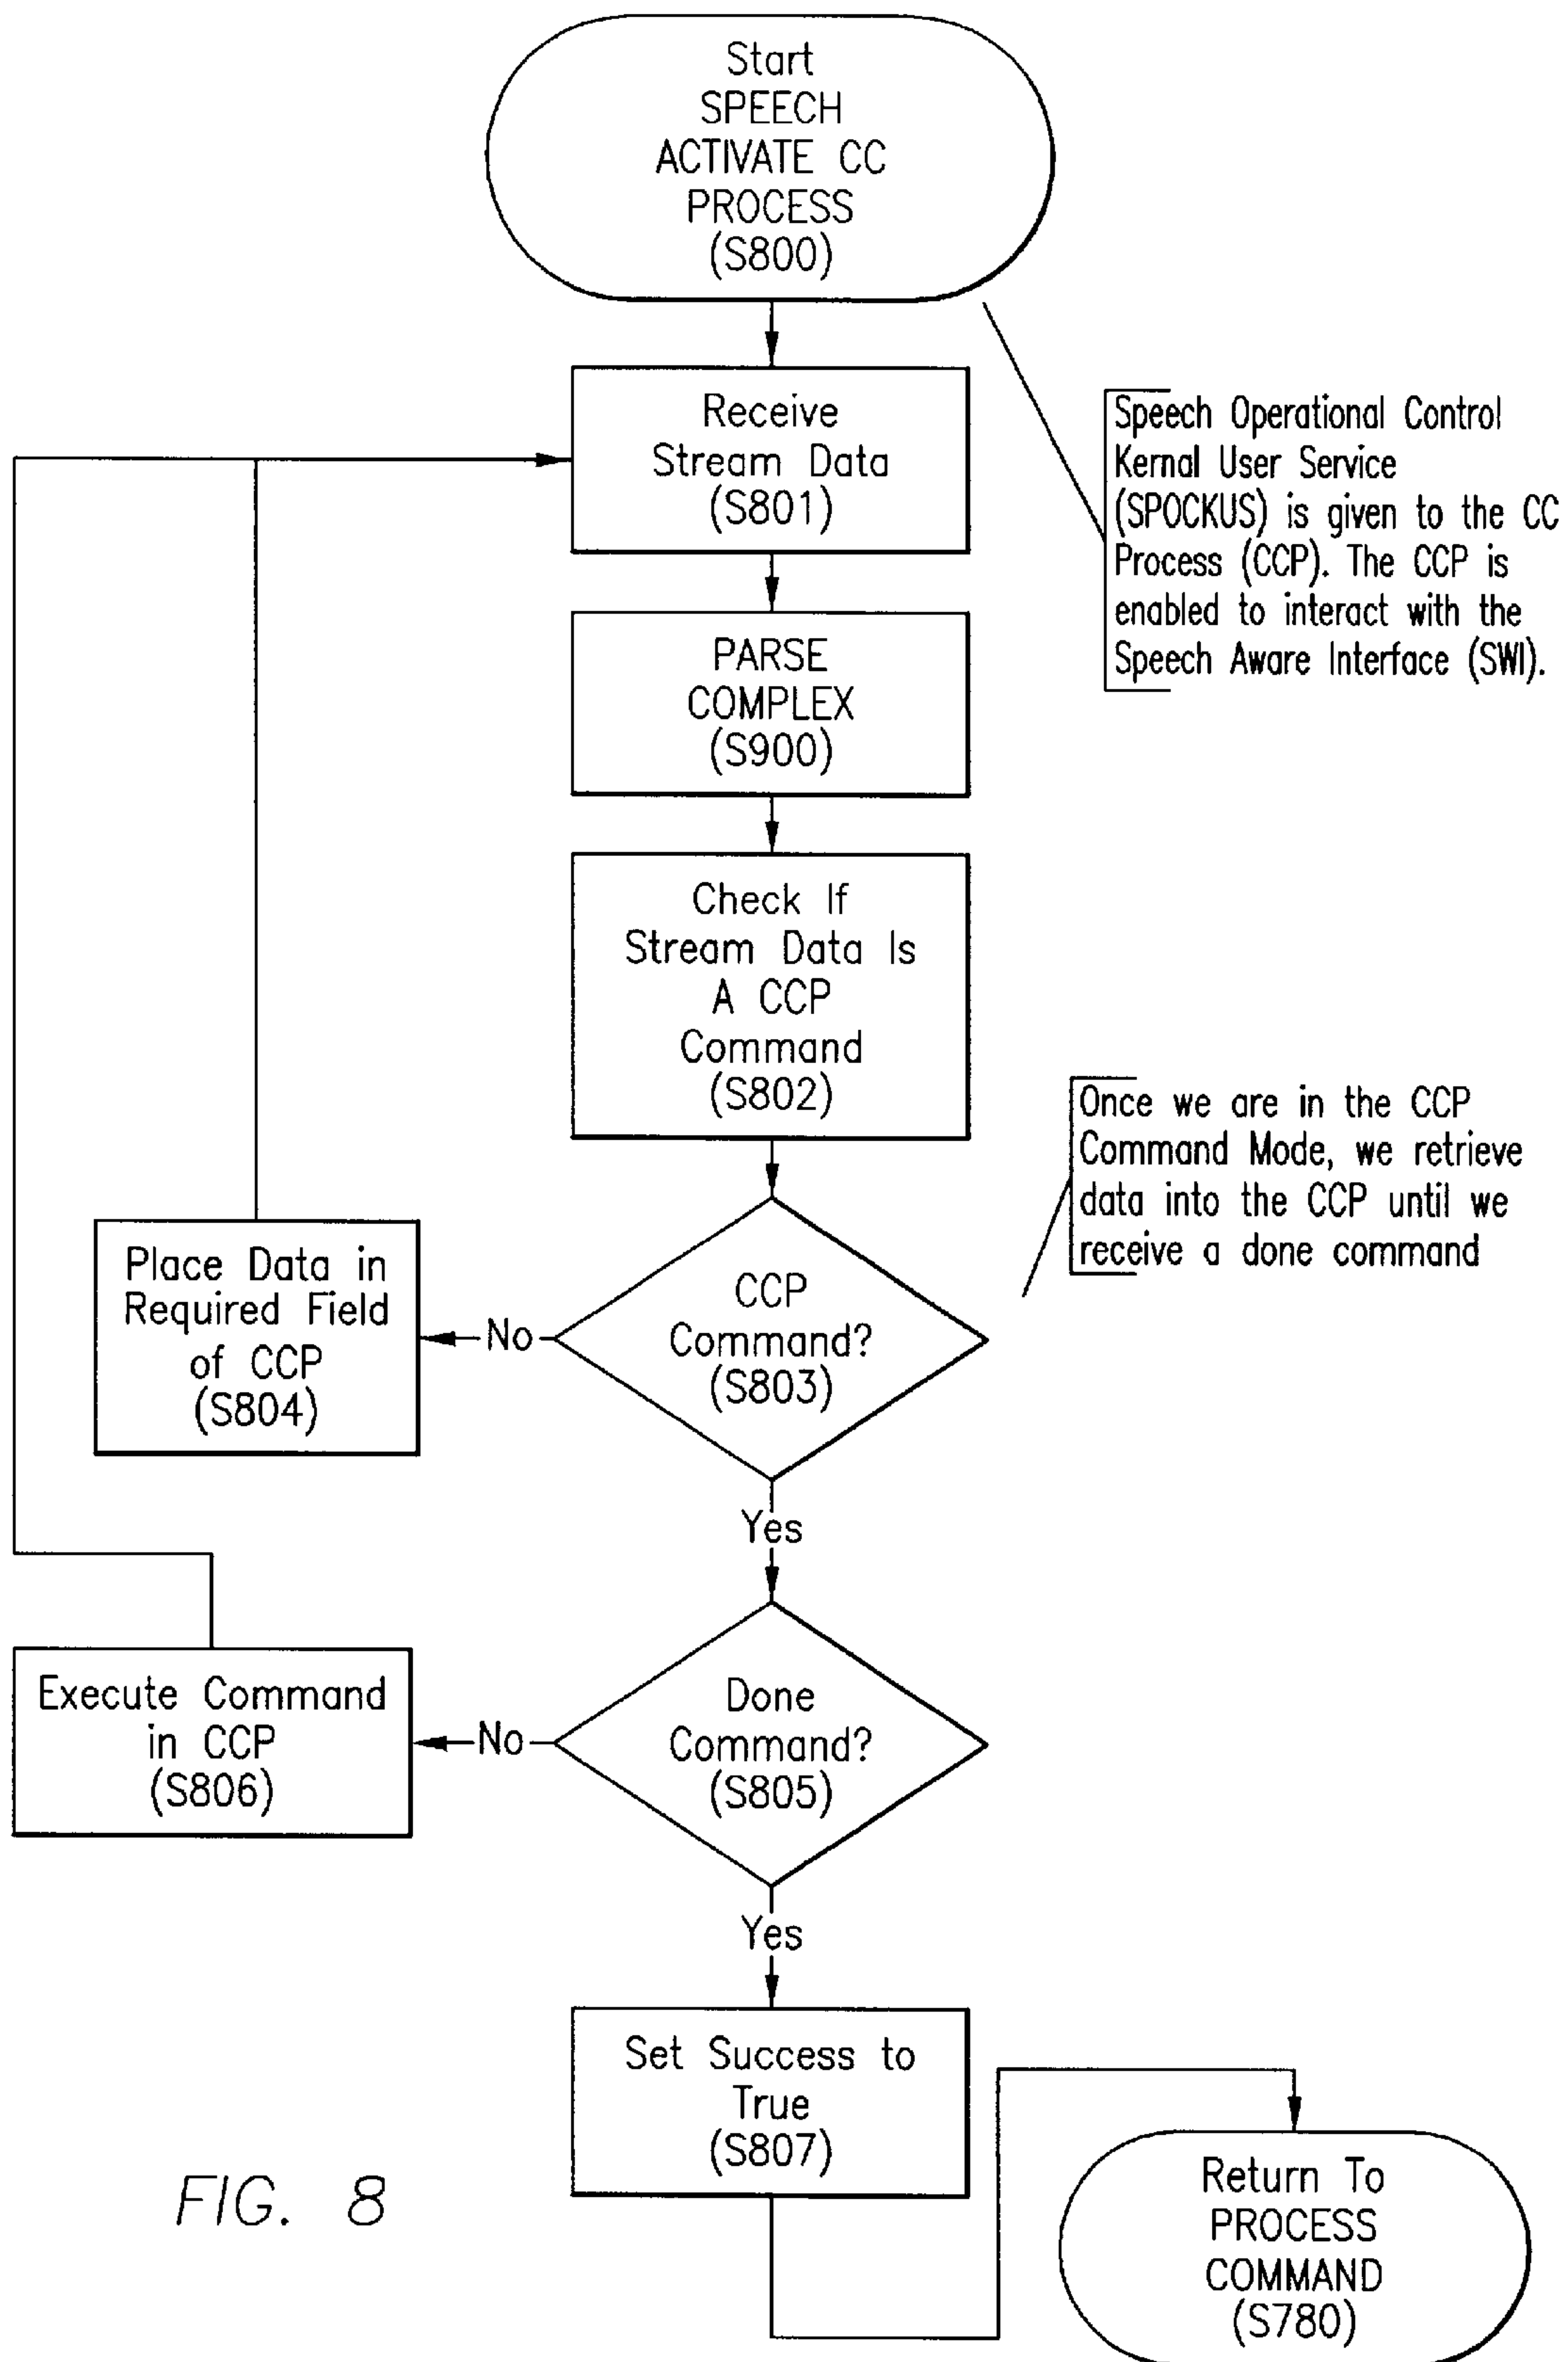 Start
SPEECH
ACTIVATE CC
PROCESS
(S800)
Receive
Stream Data
(S801)
Speech Operational Control
Kernal User Service
(SPOCKUS) is given to the CC
Process (CCP). The CCP is
enabled to interact with the
Speech Aware Interface (SWI).
PARSE
COMPLEX
(S900)
Check If
Stream Data Is
A CCP
Command
(S802)
Once we are in the CCP
Command Mode, we retrieve
data into the CCP until we
receive a done command
CCP
Command?
(S803)
No
Place Data in
Required Field
of CCP
(S804)
Yes
Done
Command?
(S805)
No
Execute Command
in CCP
(S806)
Yes
Set Success to
True
(S807)
Return To
PROCESS
COMMAND
(S780)
FIG. 8